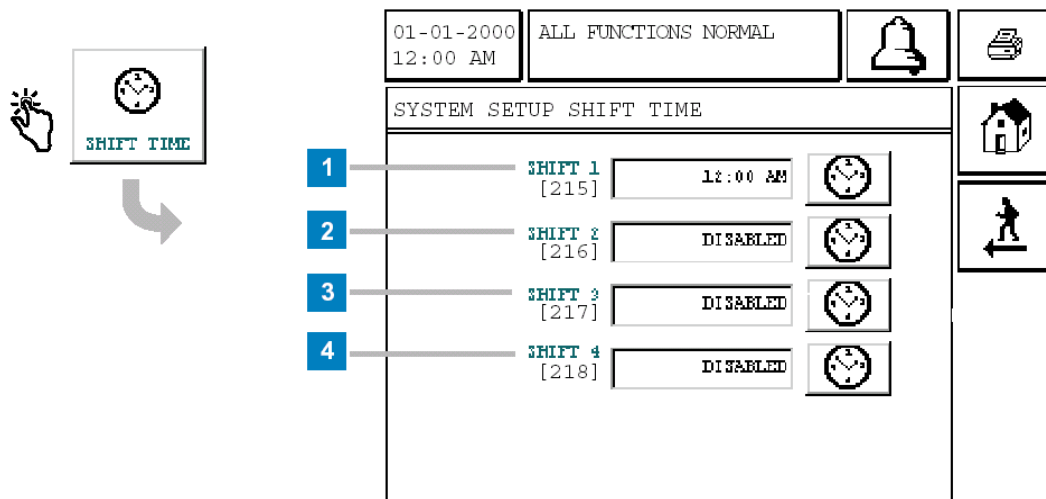 01-01-2000
12:00 AM
ALL FUNCTIONS NORMAL
SYSTEM SETUP SHIFT TIME
SHIFT TIME
1
SHIFT 1
[215]
12:00 AM
2
SHIFT 2
[216]
DISABLED
3
SHIFT 3
[217]
DISABLED
4
SHIFT 4
[218]
DISABLED